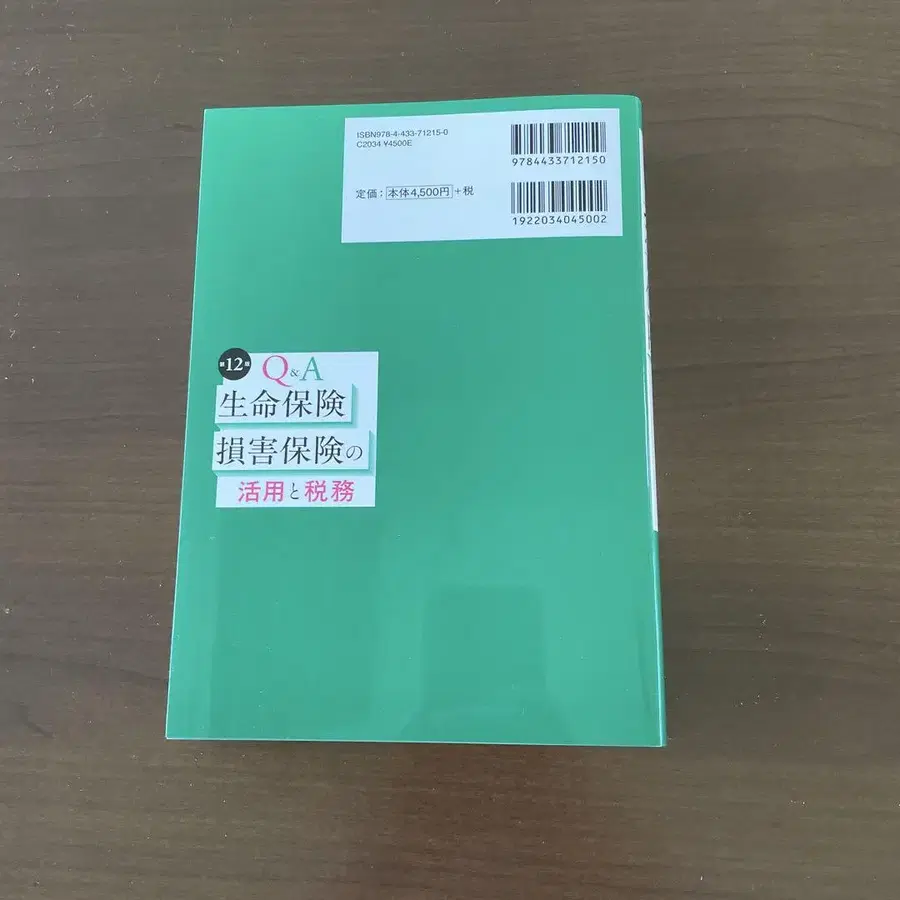 ISBN978-4-433-71215-0
C2034 ¥4500E
9784433712150
定価：本体4,500円＋税
1922034045002
第12版
Q&A
生命保険
損害保険の
活用と税務